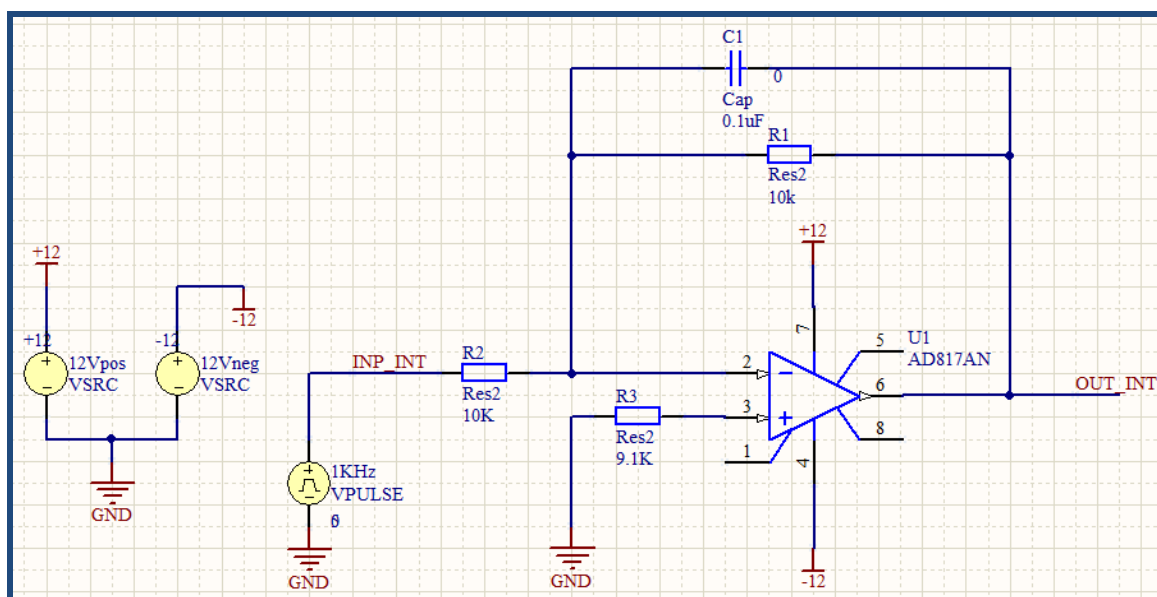 C1
0
Cap
0.1uF
R1
Res2
10k
+12
+12
-12
+12
12Vpos
VSRC
-12
12Vneg
VSRC
GND
INP_INT
R2
Res2
10K
1KHz
VPULSE
GND
R3
Res2
9.1K
GND
2
3
1
7
4
5
6
8
U1
AD817AN
OUT_INT
-12